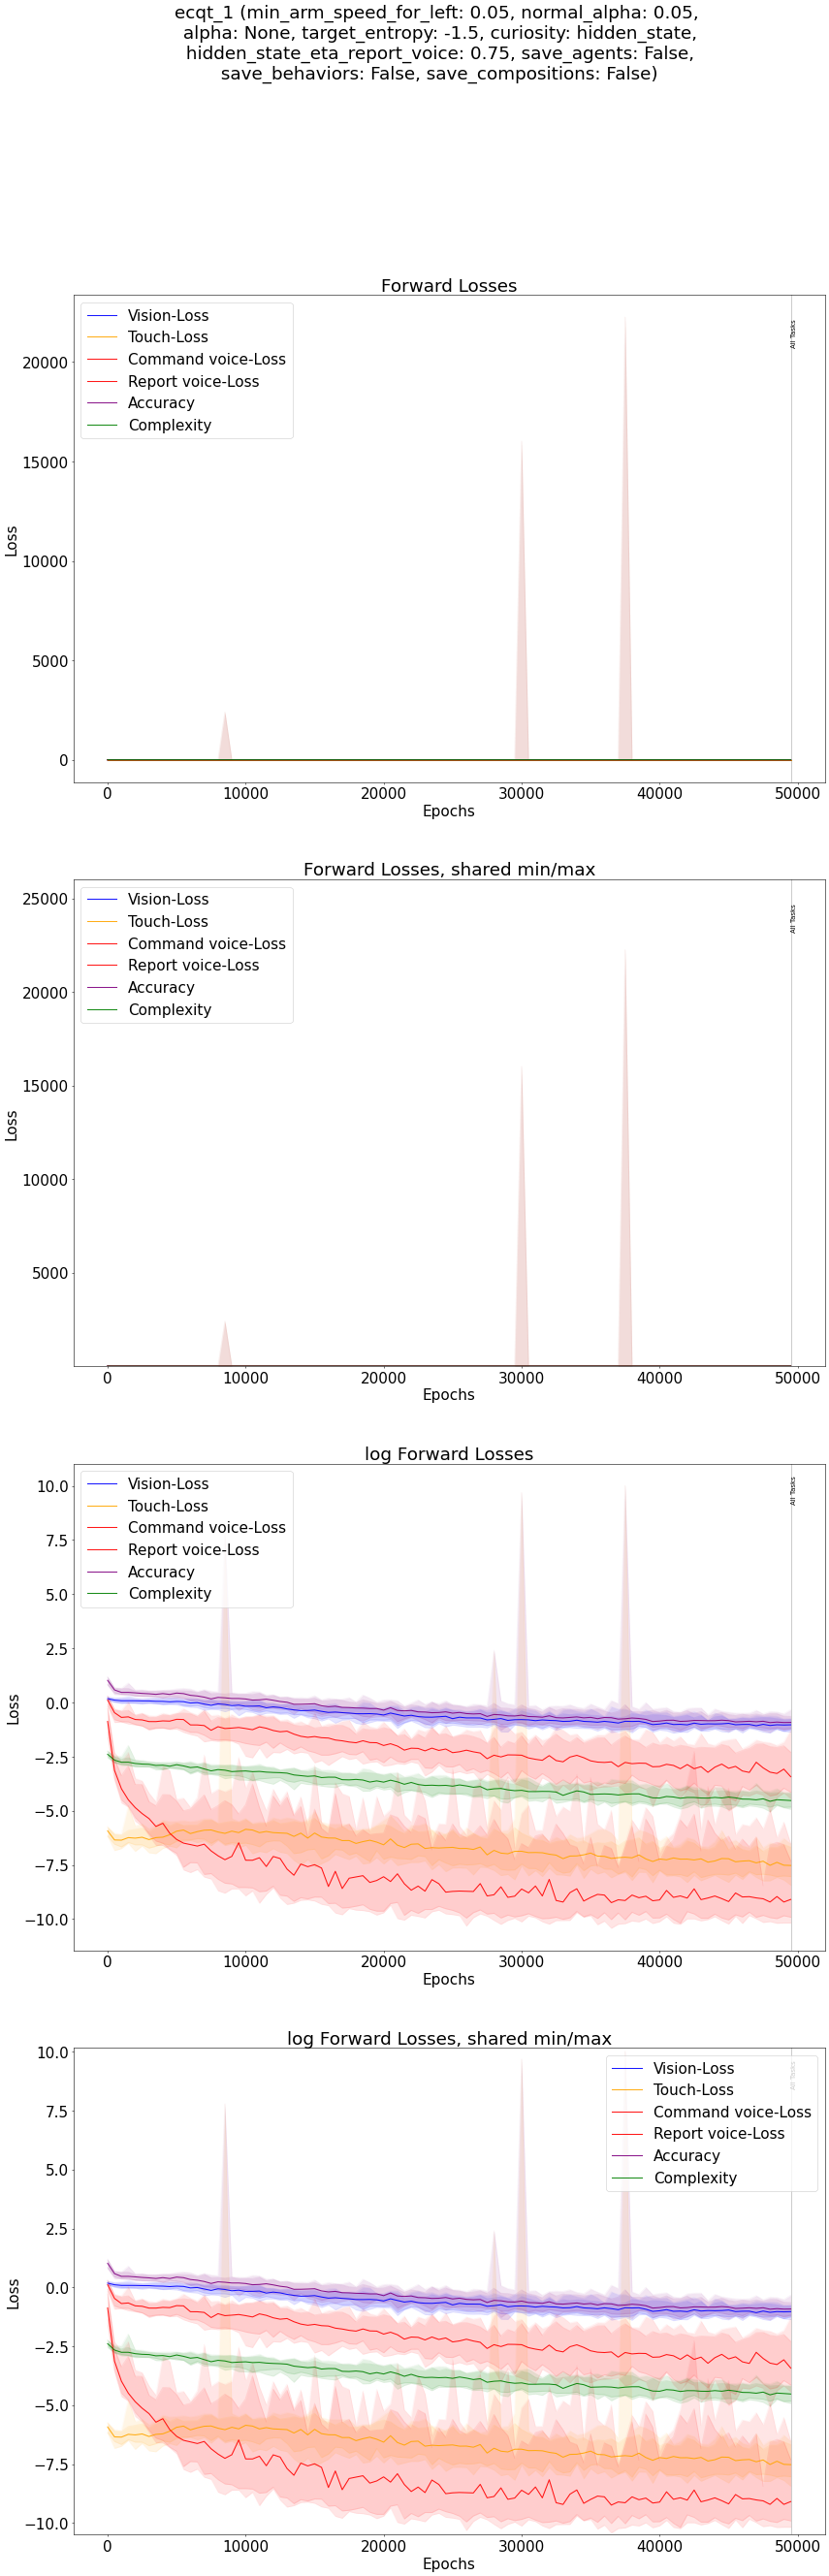 ecqt_1 (min_arm_speed_for_left: 0.05, normal_alpha: 0.05,
alpha: None, target_entropy: -1.5, curiosity: hidden_state,
hidden_state_eta_report_voice: 0.75, save_agents: False,
save_behaviors: False, save_compositions: False)
Forward Losses
Vision-Loss
Touch-Loss
Command voice-Loss
Report voice-Loss
Accuracy
Complexity
All Tasks
20000
15000
10000
5000
0
Loss
0 10000 20000 30000 40000 50000
Epochs
Forward Losses, shared min/max
Vision-Loss
Touch-Loss
Command voice-Loss
Report voice-Loss
Accuracy
Complexity
All Tasks
25000
20000
15000
10000
5000
Loss
0 10000 20000 30000 40000 50000
Epochs
log Forward Losses
Vision-Loss
Touch-Loss
Command voice-Loss
Report voice-Loss
Accuracy
Complexity
All Tasks
10.0
7.5
5.0
2.5
0.0
−2.5
−5.0
−7.5
−10.0
Loss
0 10000 20000 30000 40000 50000
Epochs
log Forward Losses, shared min/max
Vision-Loss
Touch-Loss
Command voice-Loss
Report voice-Loss
Accuracy
Complexity
All Tasks
10.0
7.5
5.0
2.5
0.0
−2.5
−5.0
−7.5
−10.0
Loss
0 10000 20000 30000 40000 50000
Epochs